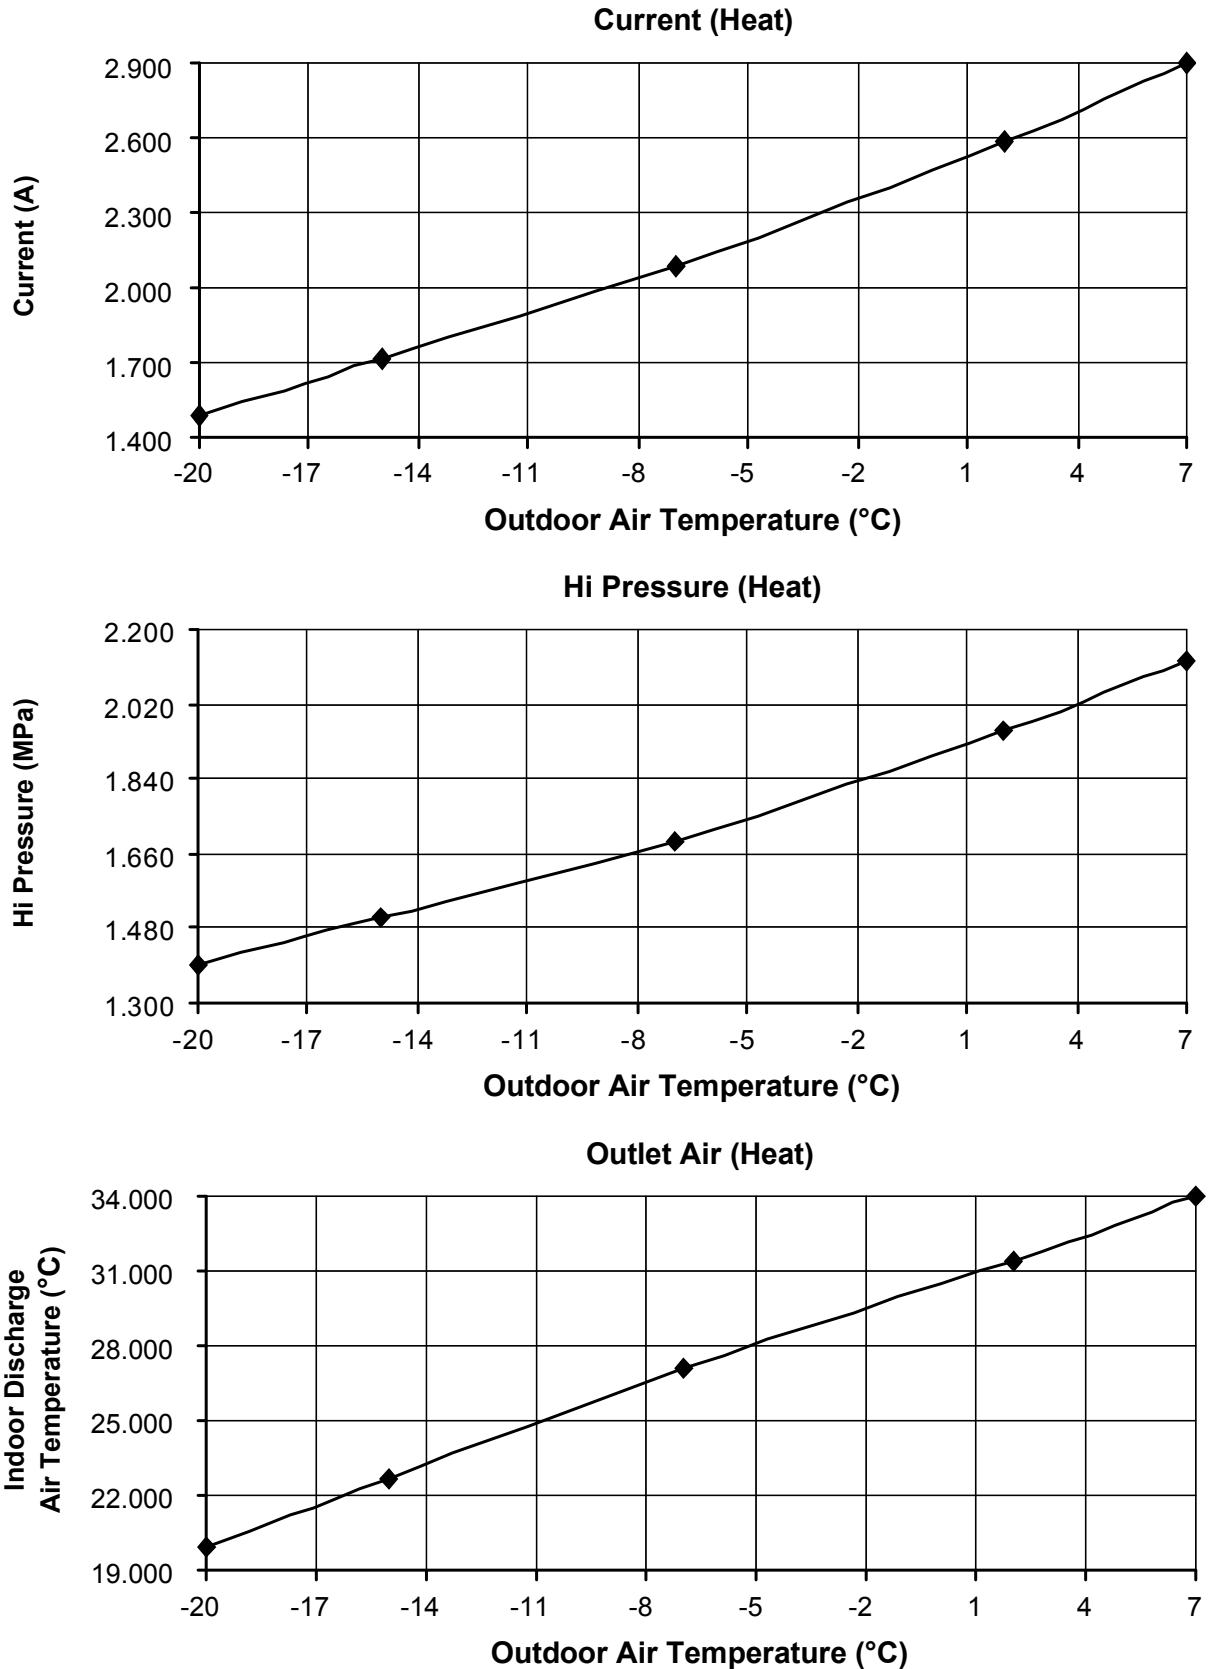 Current (Heat)
2.900
2.600
2.300
2.000
1.700
1.400
Current (A)
-20 -17 -14 -11 -8 -5 -2 1 4 7
Outdoor Air Temperature (°C)
Hi Pressure (Heat)
2.200
2.020
1.840
1.660
1.480
1.300
Hi Pressure (MPa)
-20 -17 -14 -11 -8 -5 -2 1 4 7
Outdoor Air Temperature (°C)
Outlet Air (Heat)
34.000
31.000
28.000
25.000
22.000
19.000
Indoor Discharge
Air Temperature (°C)
-20 -17 -14 -11 -8 -5 -2 1 4 7
Outdoor Air Temperature (°C)